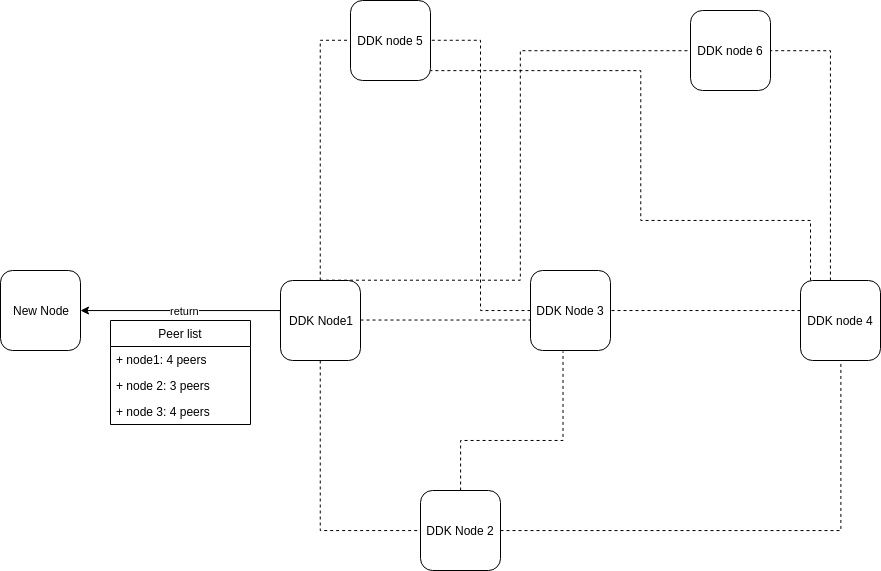 DDK node 5
DDK node 6
New Node
return
DDK Node1
DDK Node 3
DDK node 4
Peer list
+ node1: 4 peers
+ node 2: 3 peers
+ node 3: 4 peers
DDK Node 2